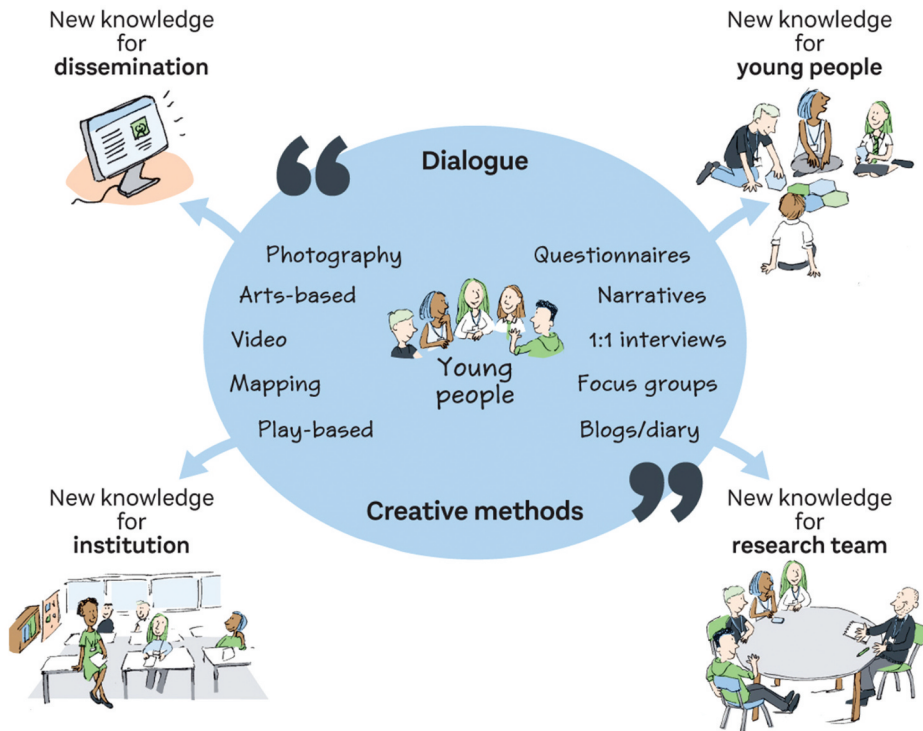 New knowledge
for
dissemination
New knowledge
for
young people
“
Dialogue
Photography
Arts-based
Video
Mapping
Play-based
Young
people
Questionnaires
Narratives
1:1 interviews
Focus groups
Blogs/diary
Creative methods
”
New knowledge
for
institution
New knowledge
for
research team